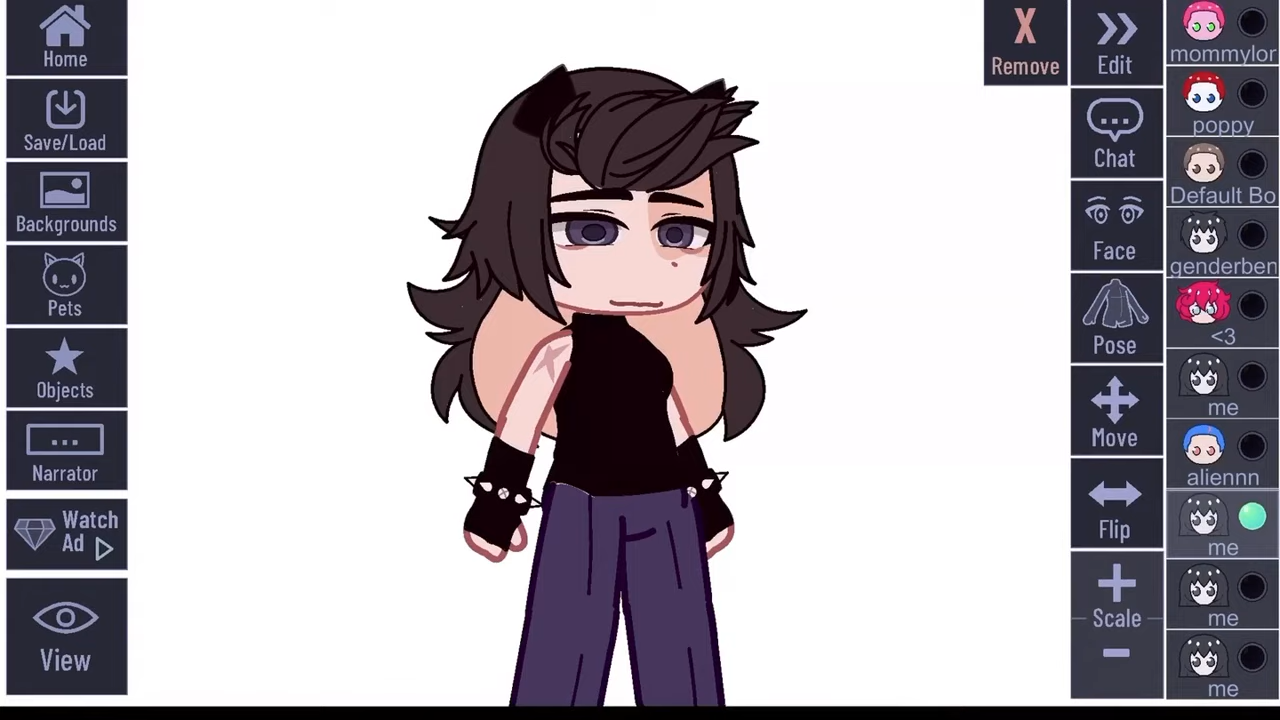 Home
Save/Load
Backgrounds
Pets
Objects
Narrator
Watch
Ad
View
X
Remove
Edit
Chat
Face
Pose
Move
Flip
Scale
mommylor
poppy
Default Bo
genderben
<3
me
aliennn
me
me
me